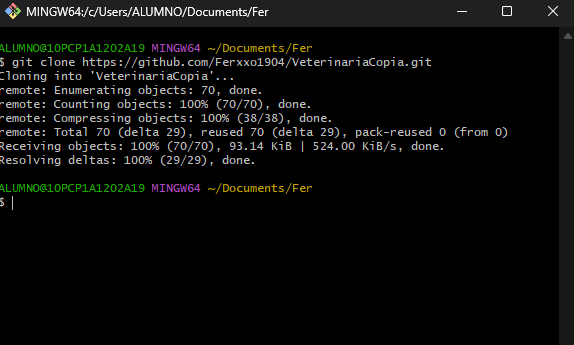 MINGW64:/c/Users/ALUMNO/Documents/Fer
ALUMNO@10PCP1A1202A19 MINGW64 ~/Documents/Fer
$ git clone https://github.com/Ferxxo1904/VeterinariaCopia.git
Cloning into 'VeterinariaCopia'...
remote: Enumerating objects: 70, done.
remote: Counting objects: 100% (70/70), done.
remote: Compressing objects: 100% (38/38), done.
remote: Total 70 (delta 29), reused 70 (delta 29), pack-reused 0 (from 0)
Receiving objects: 100% (70/70), 93.14 KiB | 524.00 KiB/s, done.
Resolving deltas: 100% (29/29), done.
ALUMNO@10PCP1A1202A19 MINGW64 ~/Documents/Fer
$